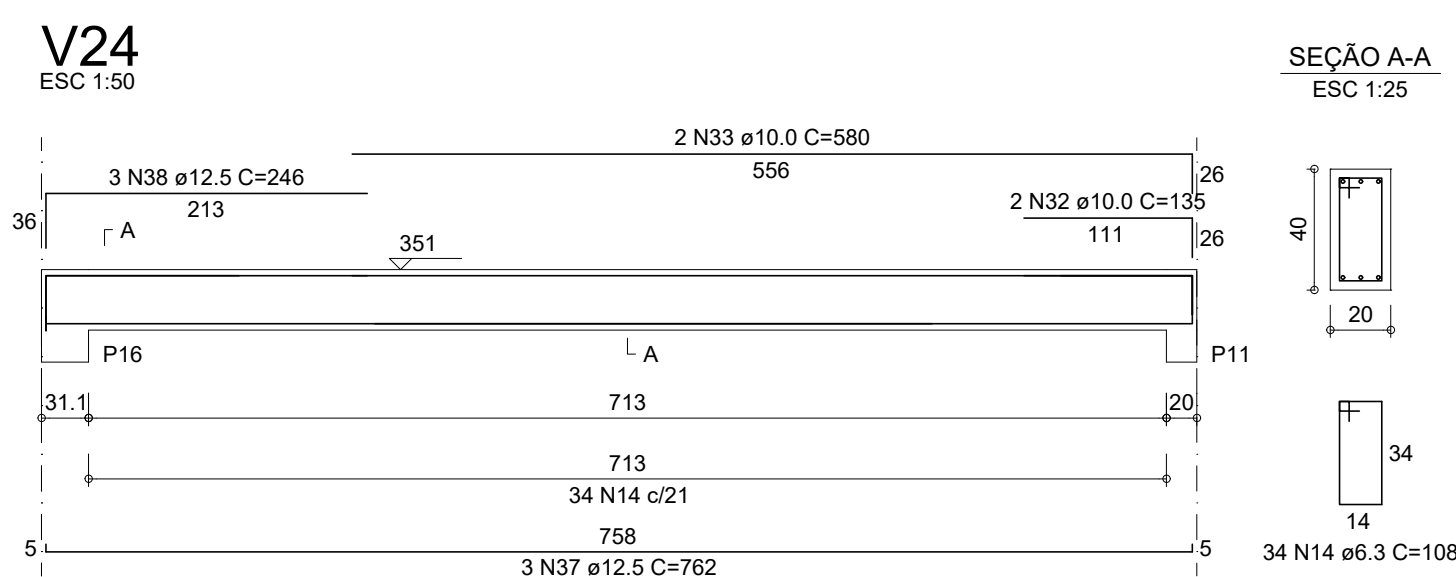 V24
ESC 1:50
SEÇÃO A-A
ESC 1:25
2 N33 ø10.0 C=580
556
26
3 N38 ø12.5 C=246
213
36
2 N32 ø10.0 C=135
111
26
A
351
40
20
P16
A
P11
31.1
713
20
713
34 N14 c/21
34
14
34 N14 ø6.3 C=108
5
758
5
3 N37 ø12.5 C=762